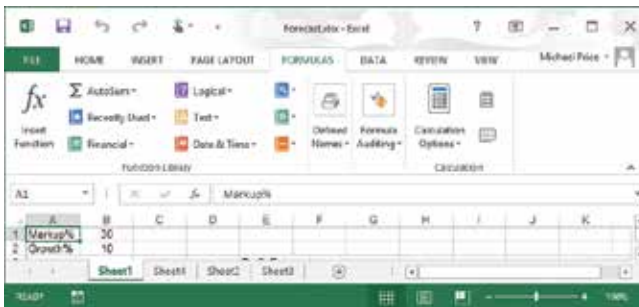 Forecast.xlsx - Excel
FILE HOME INSERT PAGE LAYOUT FORMULAS DATA REVIEW VIEW Michael Price
fx Σ AutoSum Logical
Recently Used Text
Insert Function Financial Date & Time
Defined Names Formula Auditing Calculation Options
Function Library Calculation
A1 fx Markup%
A B C D E F G H I J K
1 Markup% 30
2 Growth% 10
Sheet1 Sheet4 Sheet2 Sheet3
READY